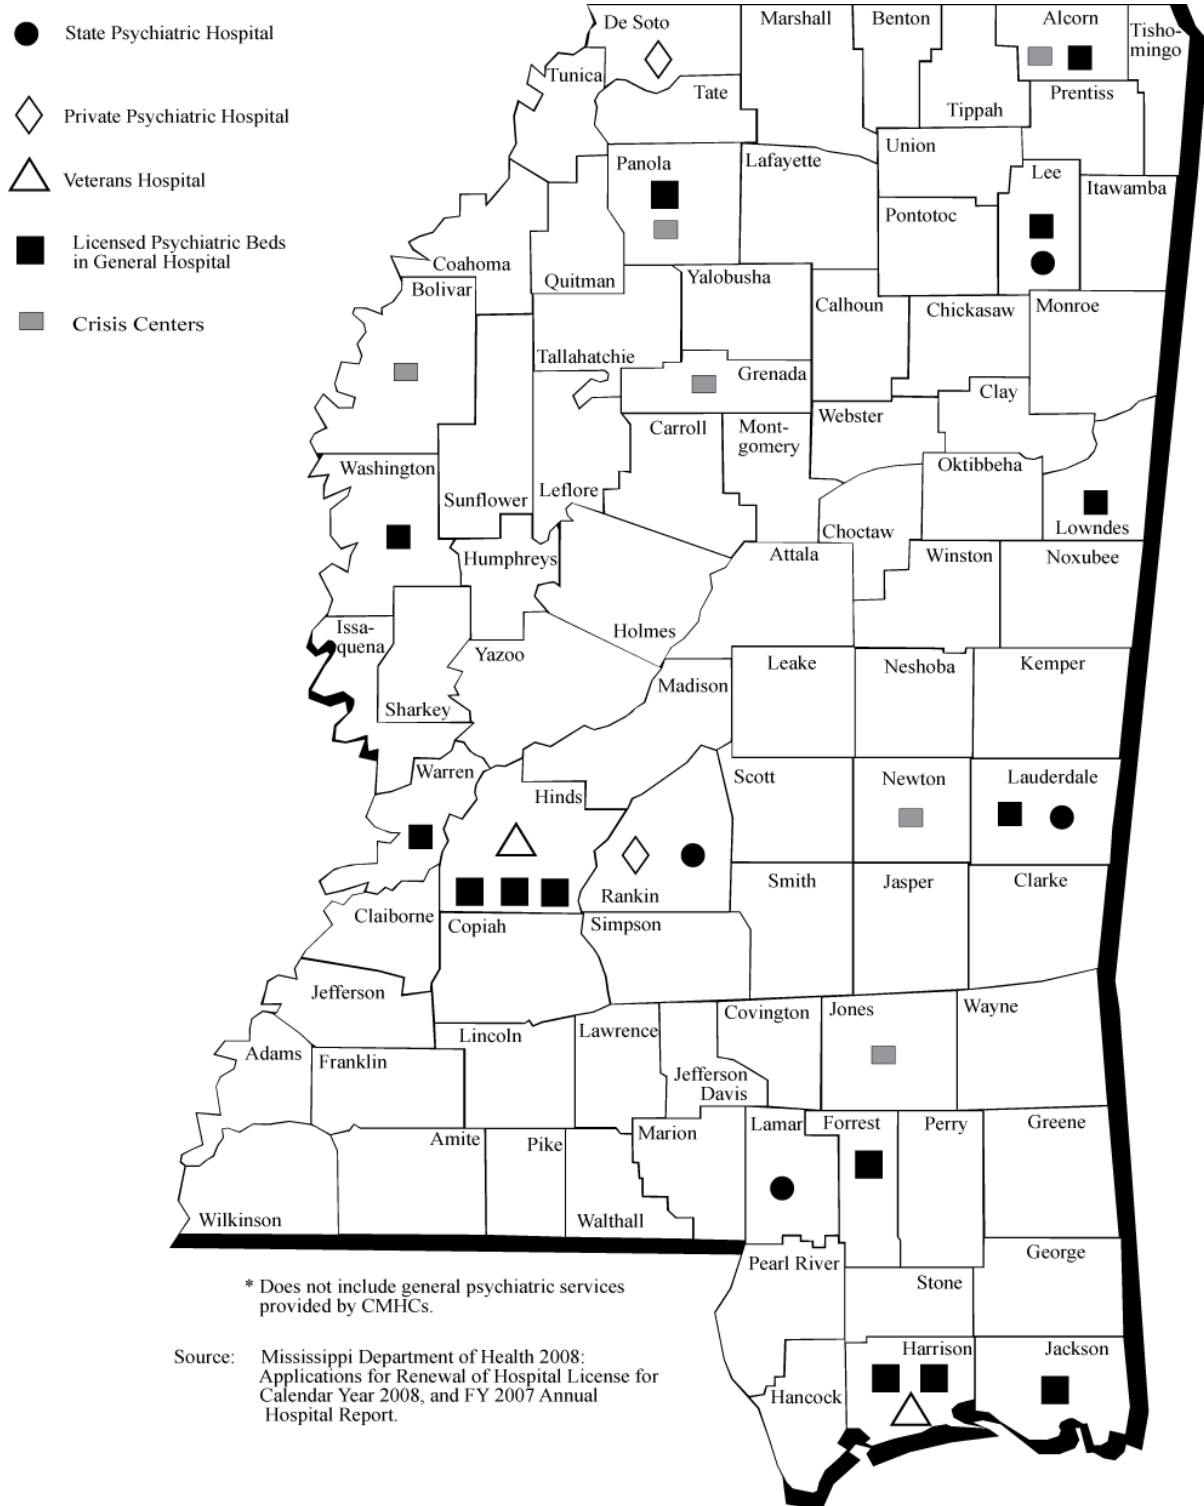 State Psychiatric Hospital
Private Psychiatric Hospital
Veterans Hospital
Licensed Psychiatric Beds
in General Hospital
Crisis Centers
De Soto
Marshall
Benton
Alcorn
Tisho-
mingo
Tunica
Tate
Tippah
Prentiss
Panola
Lafayette
Union
Lee
Itawamba
Pontotoc
Coahoma
Quitman
Bolivar
Yalobusha
Calhoun
Chickasaw
Monroe
Tallahatchie
Grenada
Clay
Carroll
Mont-
gomery
Webster
Washington
Sunflower
Leflore
Oktibbeha
Lowndes
Choctaw
Humphreys
Attala
Winston
Noxubee
Issa-
quena
Holmes
Yazoo
Sharkey
Madison
Leake
Neshoba
Kemper
Warren
Hinds
Scott
Newton
Lauderdale
Rankin
Smith
Jasper
Clarke
Claiborne
Copiah
Simpson
Jefferson
Lincoln
Lawrence
Covington
Jones
Wayne
Adams
Franklin
Jefferson
Davis
Amite
Pike
Marion
Lamar
Forrest
Perry
Greene
Wilkinson
Walthall
Pearl River
Stone
George
Harrison
Jackson
Hancock
* Does not include general psychiatric services
provided by CMHCs.
Source: Mississippi Department of Health 2008:
Applications for Renewal of Hospital License for
Calendar Year 2008, and FY 2007 Annual
Hospital Report.